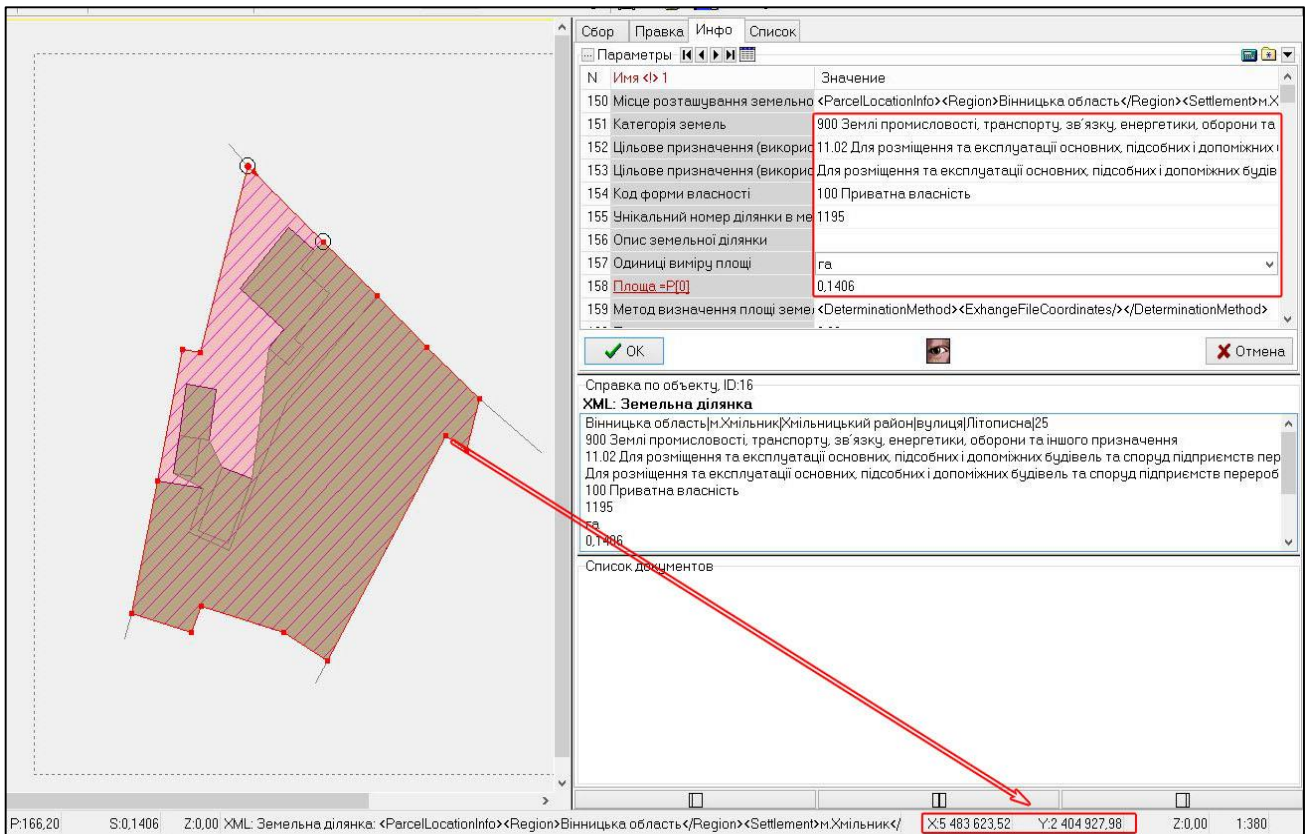 Сбор Правка Инфо Список
Параметры
N Имя <I> 1 Значение
150 Місце розташування земельно <ParcelLocationInfo><Region>Вінницька область</Region><Settlement>м.Х
151 Категорія земель 900 Землі промисловості, транспорту, зв´язку, енергетики, оборони та
152 Цільове призначення (викорис 11.02 Для розміщення та експлуатації основних, підсобних і допоміжних
153 Цільове призначення (викорис Для розміщення та експлуатації основних, підсобних і допоміжних будів
154 Код форми власності 100 Приватна власність
155 Унікальний номер ділянки в ме 1195
156 Опис земельної ділянки
157 Одиниці виміру площі га
158 Площа =P[0] 0,1406
159 Метод визначення площі земе <DeterminationMethod><ExhangeFileCoordinates/></DeterminationMethod>
OK Отмена
Справка по объекту, ID:16
XML: Земельна ділянка
Вінницька область|м.Хмільник|Хмільницький район|вулиця|Літописна|25
900 Землі промисловості, транспорту, зв´язку, енергетики, оборони та іншого призначення
11.02 Для розміщення та експлуатації основних, підсобних і допоміжних будівель та споруд підприємств пер
Для розміщення та експлуатації основних, підсобних і допоміжних будівель та споруд підприємств перероб
100 Приватна власність
1195
га
0,1406
Список документов
P:166,20 S:0,1406 Z:0,00 XML: Земельна ділянка: <ParcelLocationInfo><Region>Вінницька область</Region><Settlement>м.Хмільник</ X:5 483 623,52 Y:2 404 927,98 Z:0,00 1:380